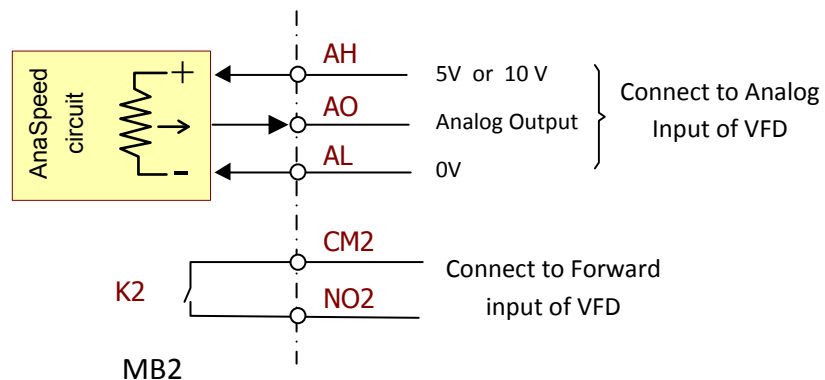 AnaSpeed
circuit
+
-
AH
5V or 10 V
AO
Analog Output
AL
0V
Connect to Analog
Input of VFD
K2
CM2
NO2
Connect to Forward
input of VFD
MB2